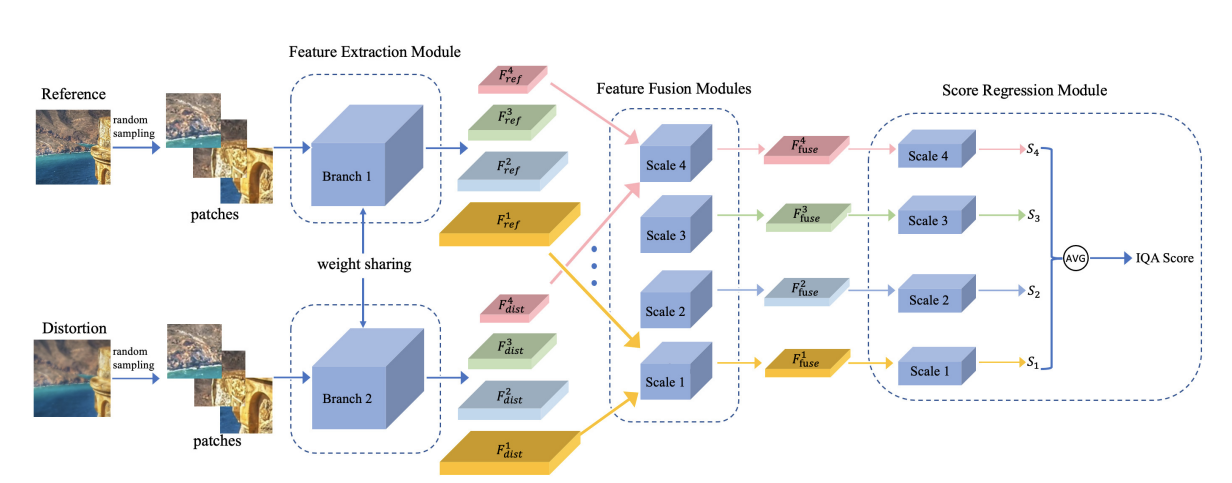 Feature Extraction Module
Reference
random
sampling
patches
Branch 1
F_{ref}^{4}
F_{ref}^{3}
F_{ref}^{2}
F_{ref}^{1}
weight sharing
Distortion
random
sampling
patches
Branch 2
F_{dist}^{4}
F_{dist}^{3}
F_{dist}^{2}
F_{dist}^{1}
Feature Fusion Modules
Scale 4
Scale 3
Scale 2
Scale 1
F_{fuse}^{4}
F_{fuse}^{3}
F_{fuse}^{2}
F_{fuse}^{1}
Score Regression Module
Scale 4
Scale 3
Scale 2
Scale 1
S_4
S_3
S_2
S_1
AVG
IQA Score